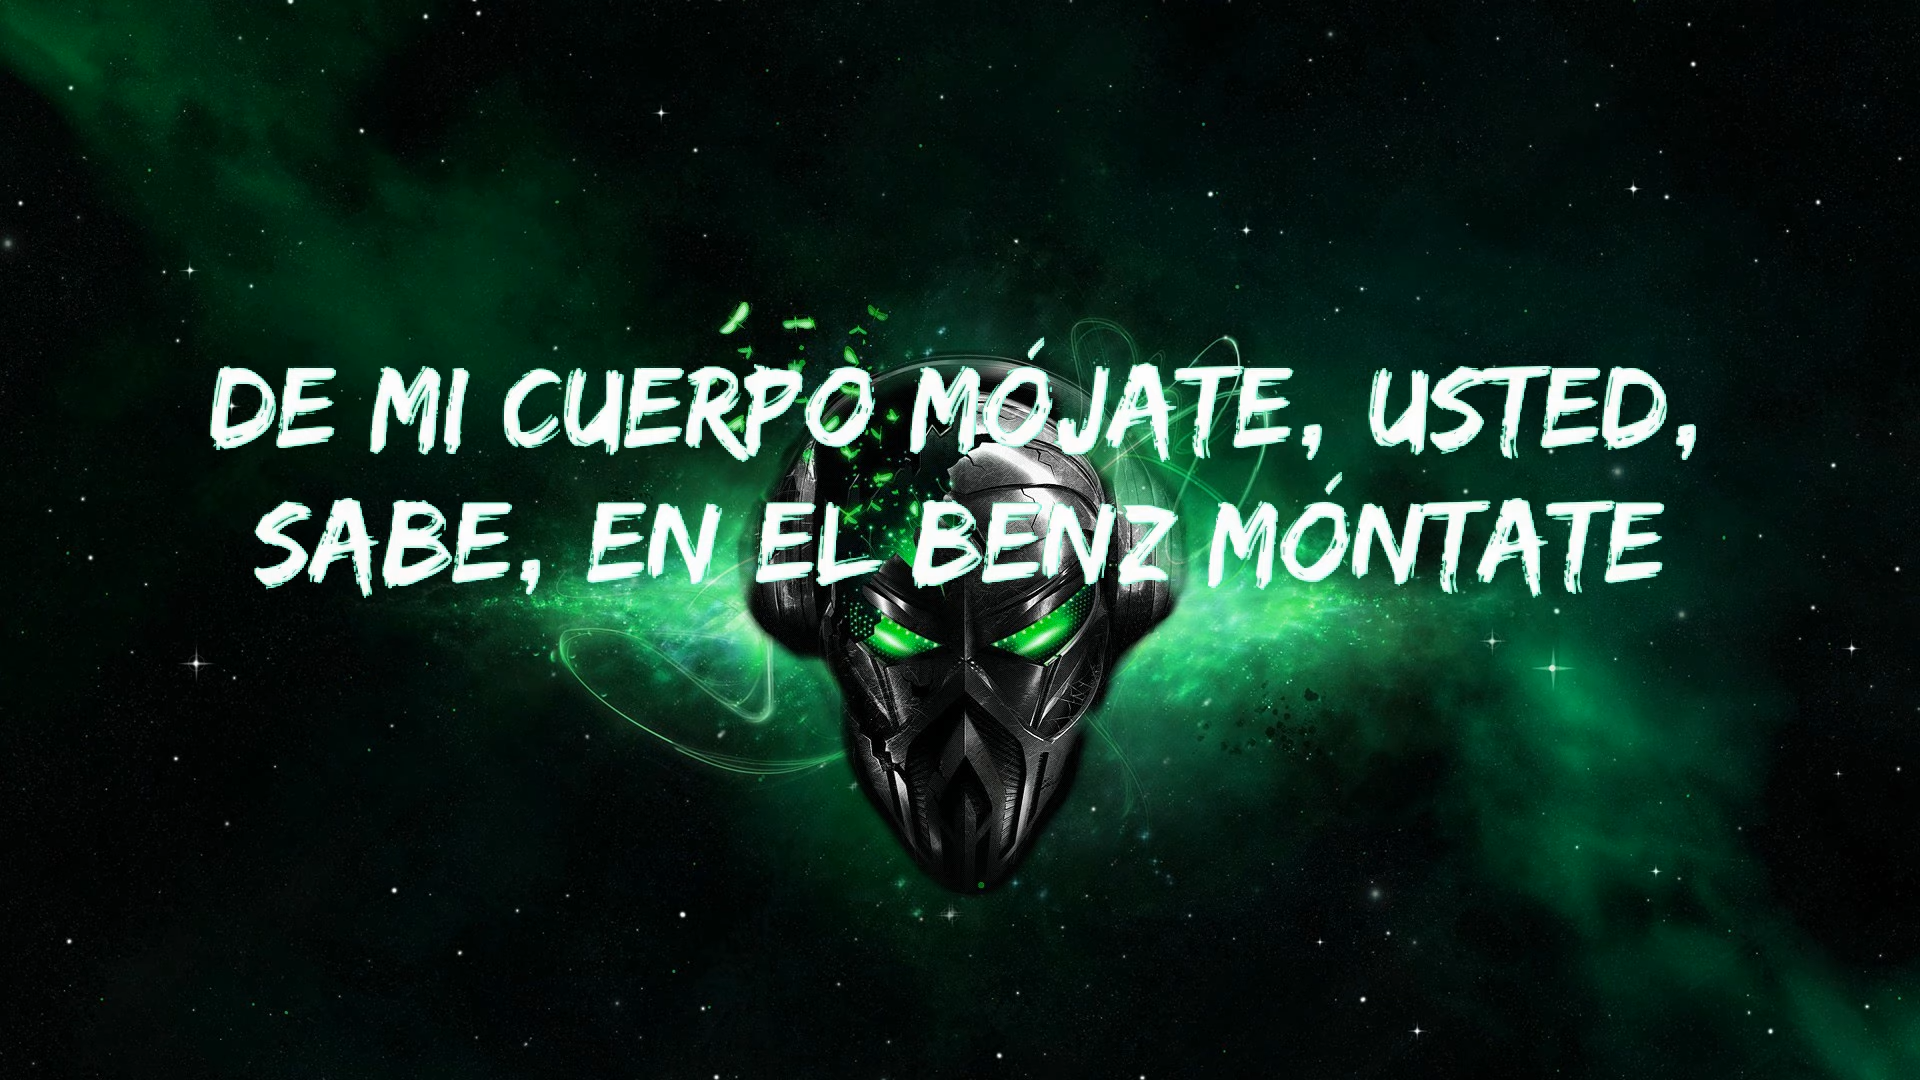 DE MI CUERPO MÓJATE, USTED,
SABE, EN EL BENZ MÓNTATE